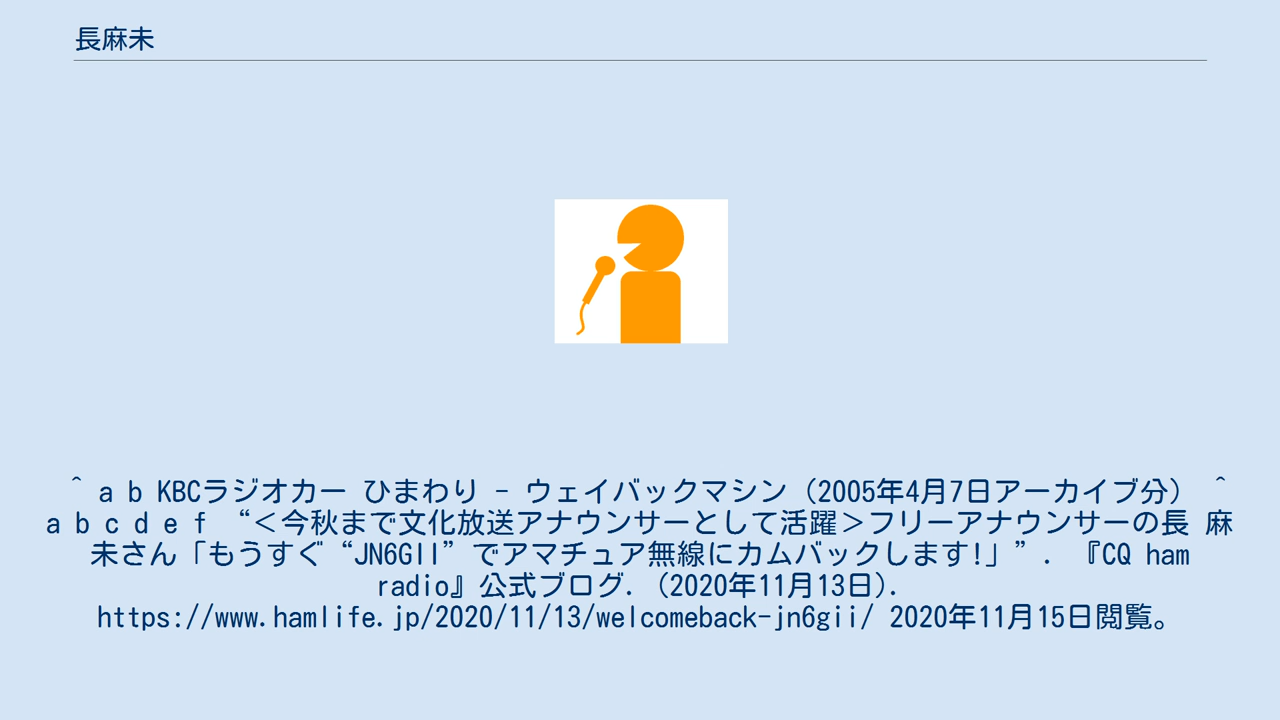 長麻未
^ a b KBCラジオカー ひまわり - ウェイバックマシン（2005年4月7日アーカイブ分） ^
a b c d e f “＜今秋まで文化放送アナウンサーとして活躍＞フリーアナウンサーの長 麻
未さん「もうすぐ“JN6GII”でアマチュア無線にカムバックします!」”. 『CQ ham
radio』公式ブログ. (2020年11月13日).
https://www.hamlife.jp/2020/11/13/welcomeback-jn6gii/ 2020年11月15日閲覧。